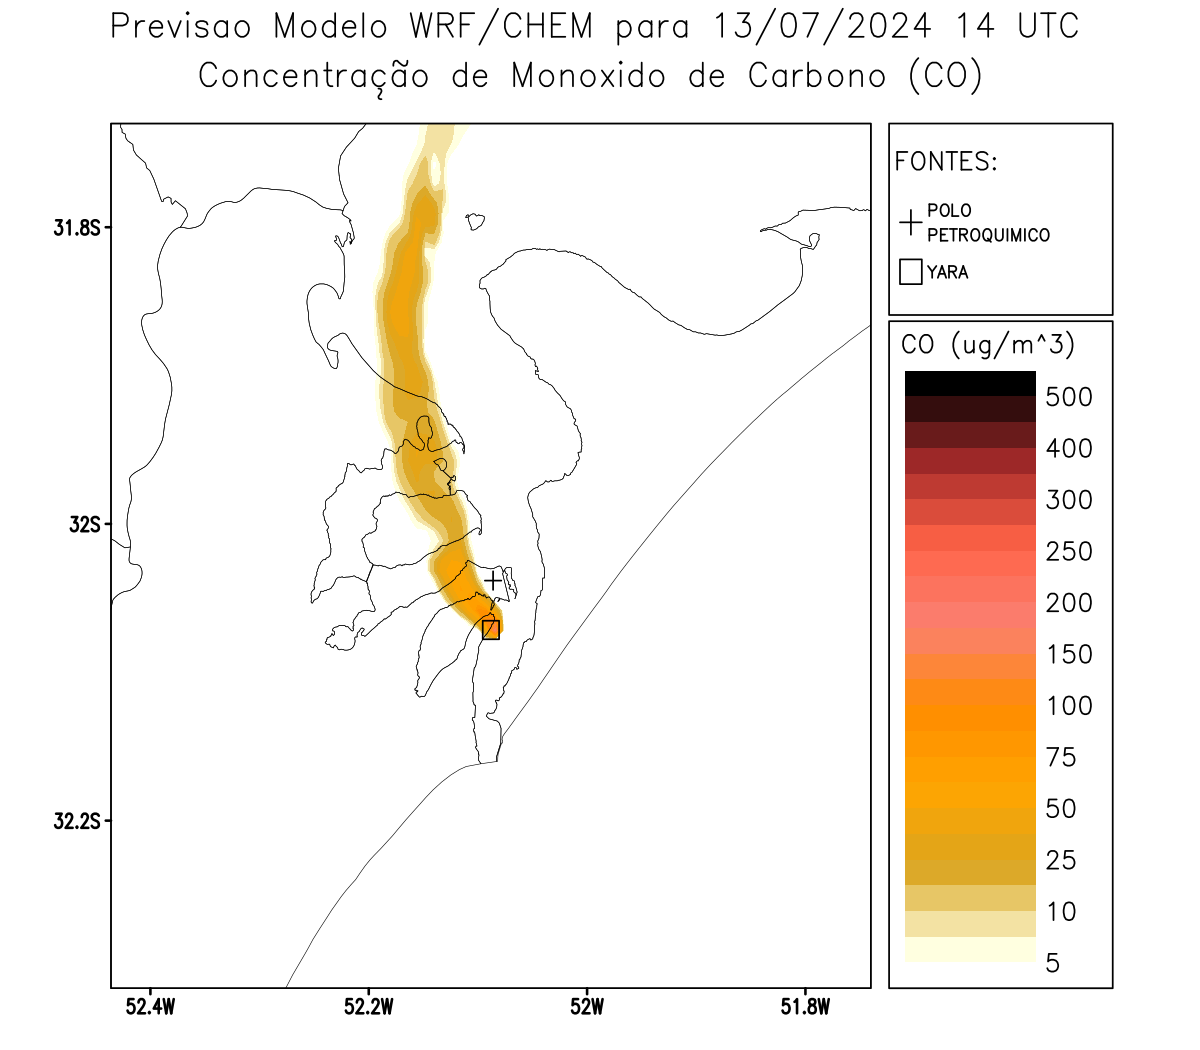 Previsao Modelo WRF/CHEM para 13/07/2024 14 UTC
Concentração de Monoxido de Carbono (CO)
FONTES:
POLO
PETROQUIMICO
YARA
CO (ug/m^3)
500
400
300
250
200
150
100
75
50
25
10
5
31.8S
32S
32.2S
52.4W
52.2W
52W
51.8W